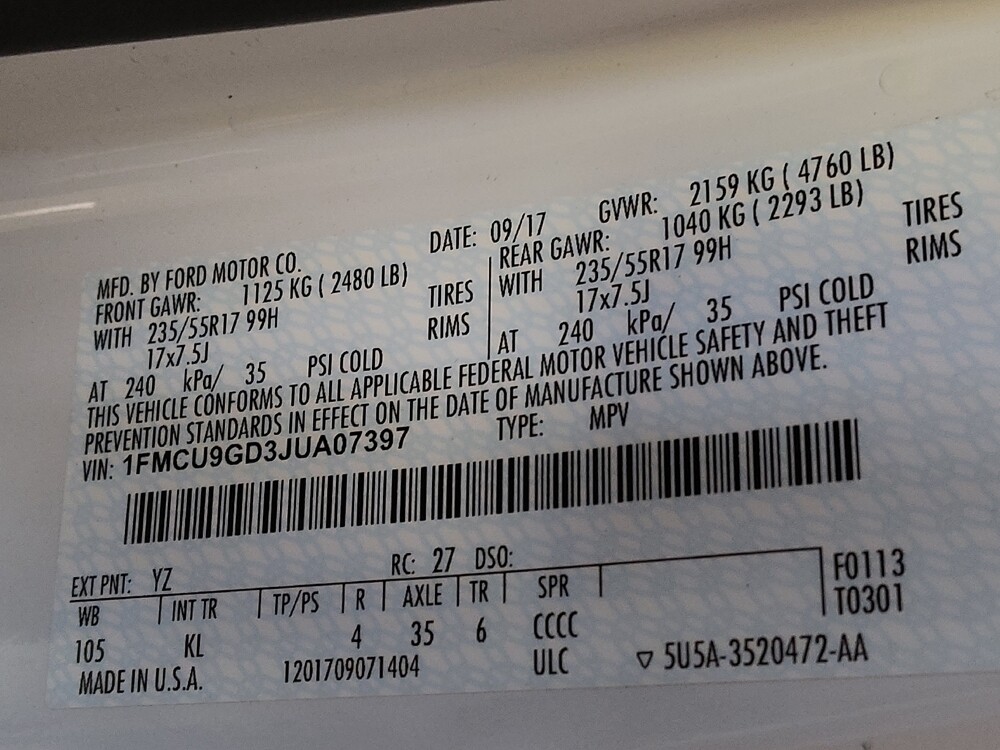 MFD. BY FORD MOTOR CO. DATE: 09/17 GVWR: 2159 KG ( 4760 LB)
FRONT GAWR: 1125 KG ( 2480 LB) REAR GAWR: 1040 KG ( 2293 LB)
WITH 235/55R17 99H TIRES WITH 235/55R17 99H TIRES
17x7.5J RIMS 17x7.5J RIMS
AT 240 kPa/ 35 PSI COLD AT 240 kPa/ 35 PSI COLD
THIS VEHICLE CONFORMS TO ALL APPLICABLE FEDERAL MOTOR VEHICLE SAFETY AND THEFT
PREVENTION STANDARDS IN EFFECT ON THE DATE OF MANUFACTURE SHOWN ABOVE.
VIN: 1FMCU9GD3JUA07397 TYPE: MPV
EXT PNT: YZ RC: 27 DSO: F0113
WB INT TR TP/PS R AXLE TR SPR T0301
105 KL 4 35 6 CCCC
MADE IN U.S.A. 1201709071404 ULC ▽ 5U5A-3520472-AA